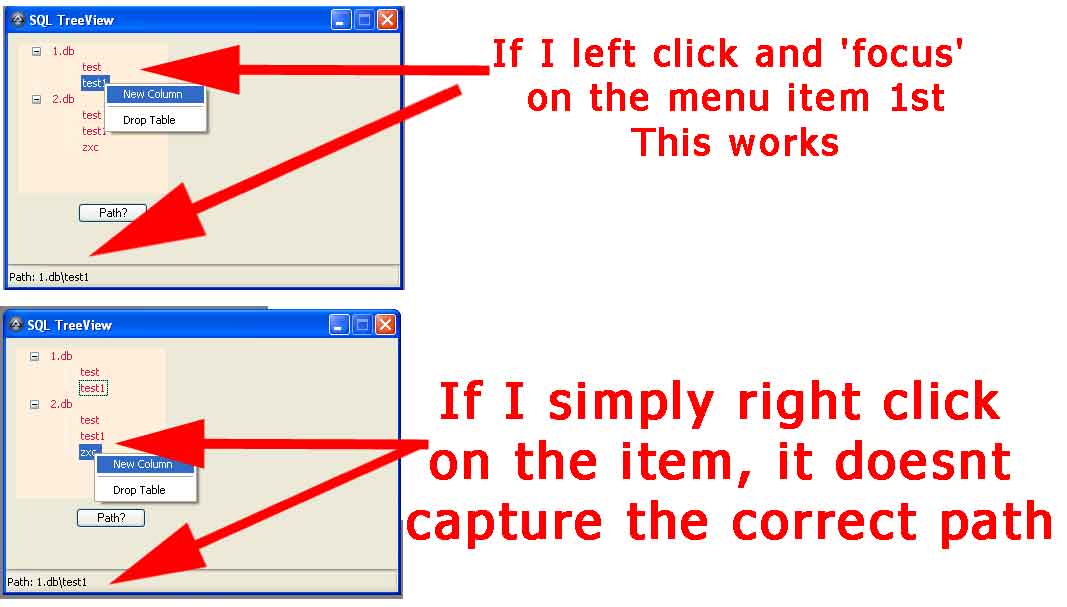 SQL TreeView
1.db
test
test1
New Column
2.db
Drop Table
test
test1
zxc
Path?
Path: 1.db\test1
If I left click and 'focus'
on the menu item 1st
This works
SQL TreeView
1.db
test
test1
2.db
test
test1
zxc
New Column
Drop Table
Path?
Path: 1.db\test1
If I simply right click
on the item, it doesnt
capture the correct path